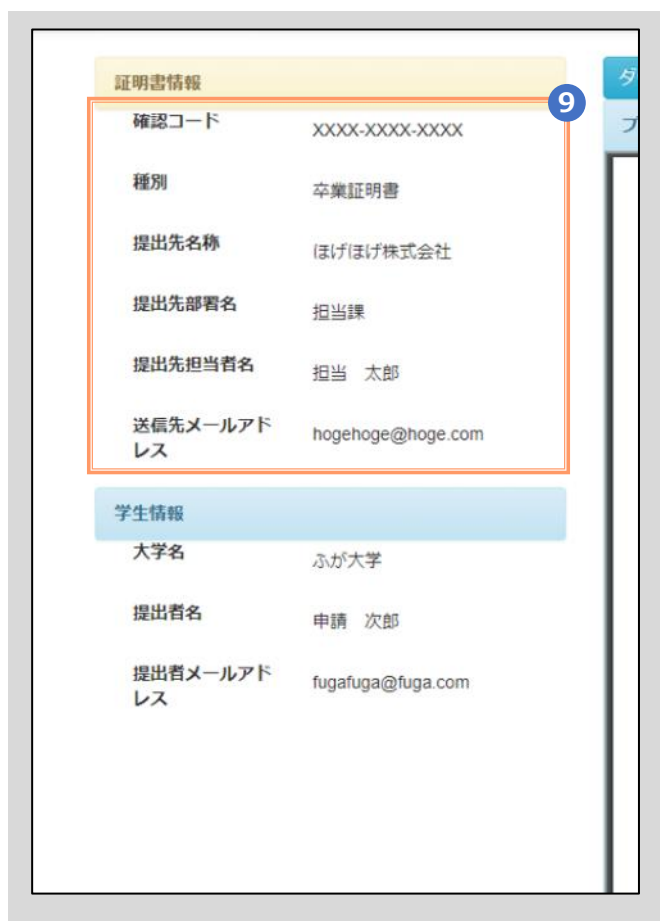 証明書情報
9
確認コード XXXX-XXXX-XXXX
種別 卒業証明書
提出先名称 ほげほげ株式会社
提出先部署名 担当課
提出先担当者名 担当　太郎
送信先メールアド
レス
hogehoge@hoge.com
学生情報
大学名 ふが大学
提出者名 申請　次郎
提出者メールアド
レス
fugafuga@fuga.com
ダ
プ